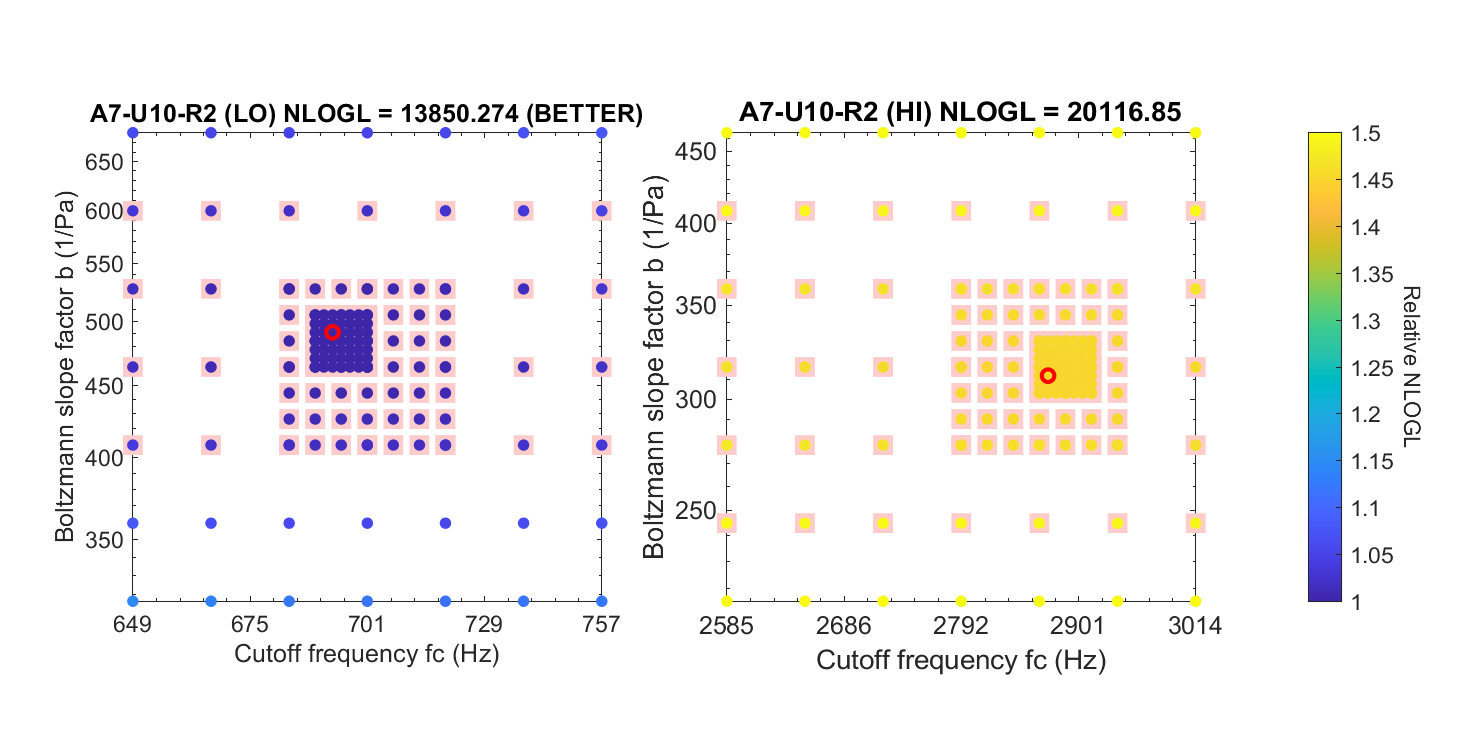 A7-U10-R2 (LO) NLOGL = 13850.274 (BETTER)
650
600
550
500
450
400
350
649 675 701 729 757
Cutoff frequency fc (Hz)
Boltzmann slope factor b (1/Pa)
A7-U10-R2 (HI) NLOGL = 20116.85
450
400
350
300
250
2585 2686 2792 2901 3014
Cutoff frequency fc (Hz)
Boltzmann slope factor b (1/Pa)
1.5
1.45
1.4
1.35
1.3
1.25
1.2
1.15
1.1
1.05
1
Relative NLOGL